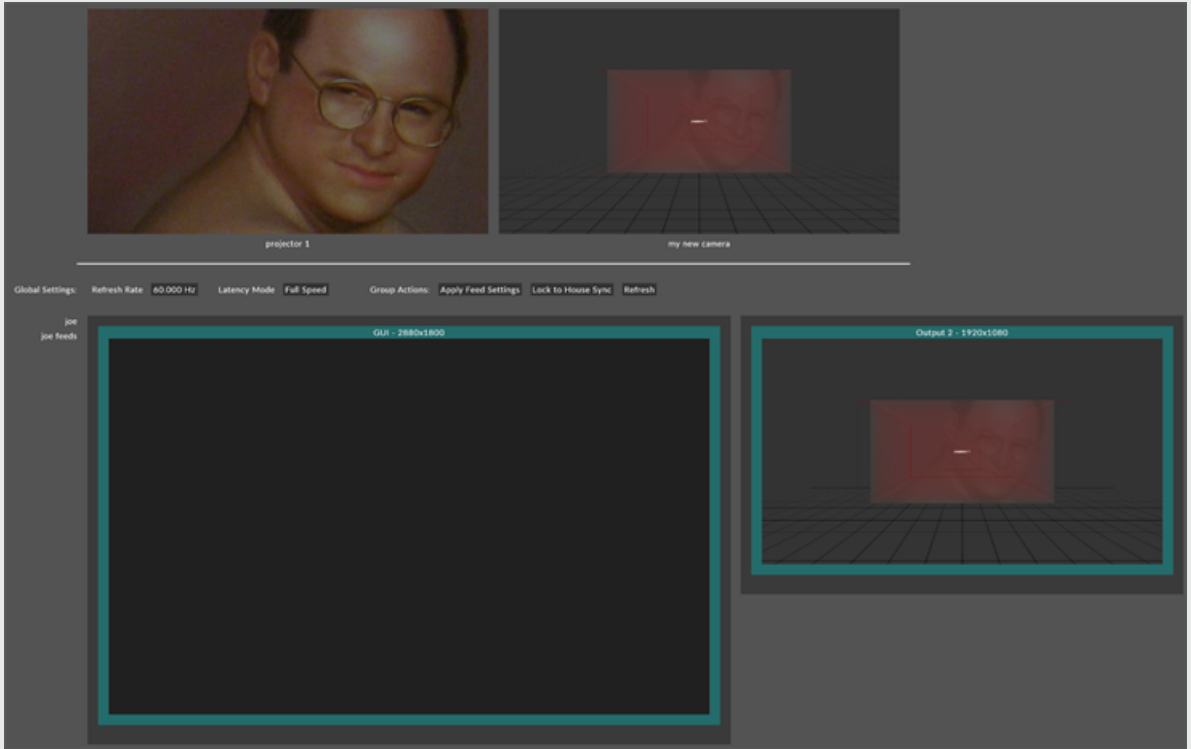 projector 1
my new camera
Global Settings: Refresh Rate 60.000 Hz Latency Mode Full Speed Group Actions: Apply Feed Settings Lock to House Sync Refresh
joe
joe feeds
GUI - 2880x1800
Output 2 - 1920x1080